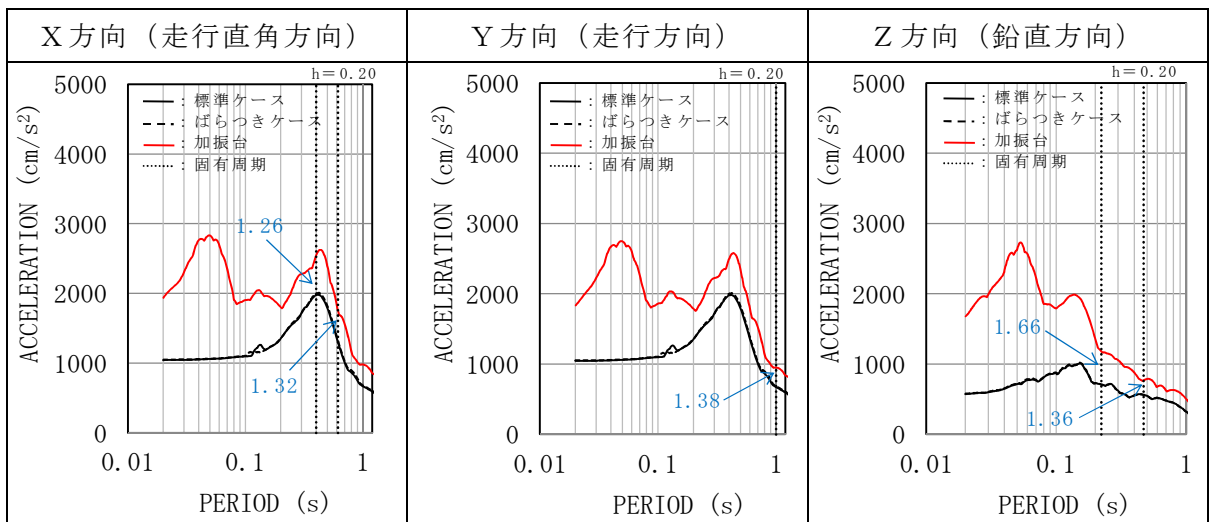 X方向（走行直角方向）
h＝0.20
5000
4000
3000
2000
1000
0
ACCELERATION (cm/s²)
：標準ケース
：ばらつきケース
：加振台
：固有周期
1.26
1.32
0.01
0.1
1
PERIOD (s)
Y方向（走行方向）
h＝0.20
5000
4000
3000
2000
1000
0
ACCELERATION (cm/s²)
：標準ケース
：ばらつきケース
：加振台
：固有周期
1.38
0.01
0.1
1
PERIOD (s)
Z方向（鉛直方向）
h＝0.20
5000
4000
3000
2000
1000
0
ACCELERATION (cm/s²)
：標準ケース
：ばらつきケース
：加振台
：固有周期
1.66
1.36
0.01
0.1
1
PERIOD (s)